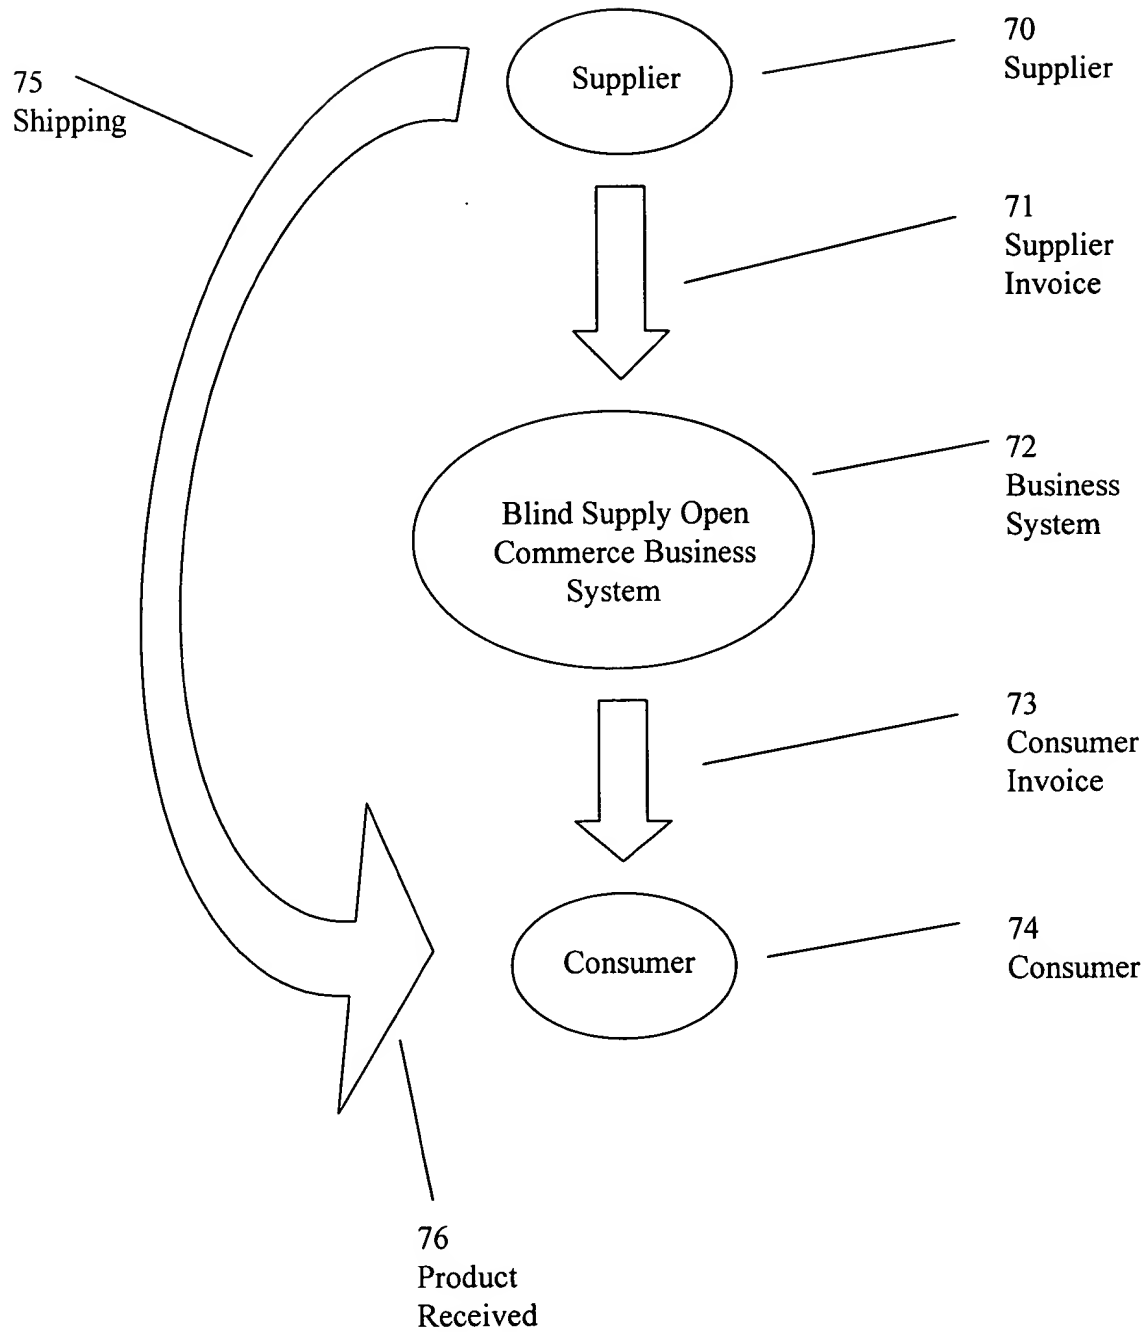 70
Supplier
Supplier
75
Shipping
71
Supplier
Invoice
72
Business
System
Blind Supply Open
Commerce Business
System
73
Consumer
Invoice
74
Consumer
Consumer
76
Product
Received